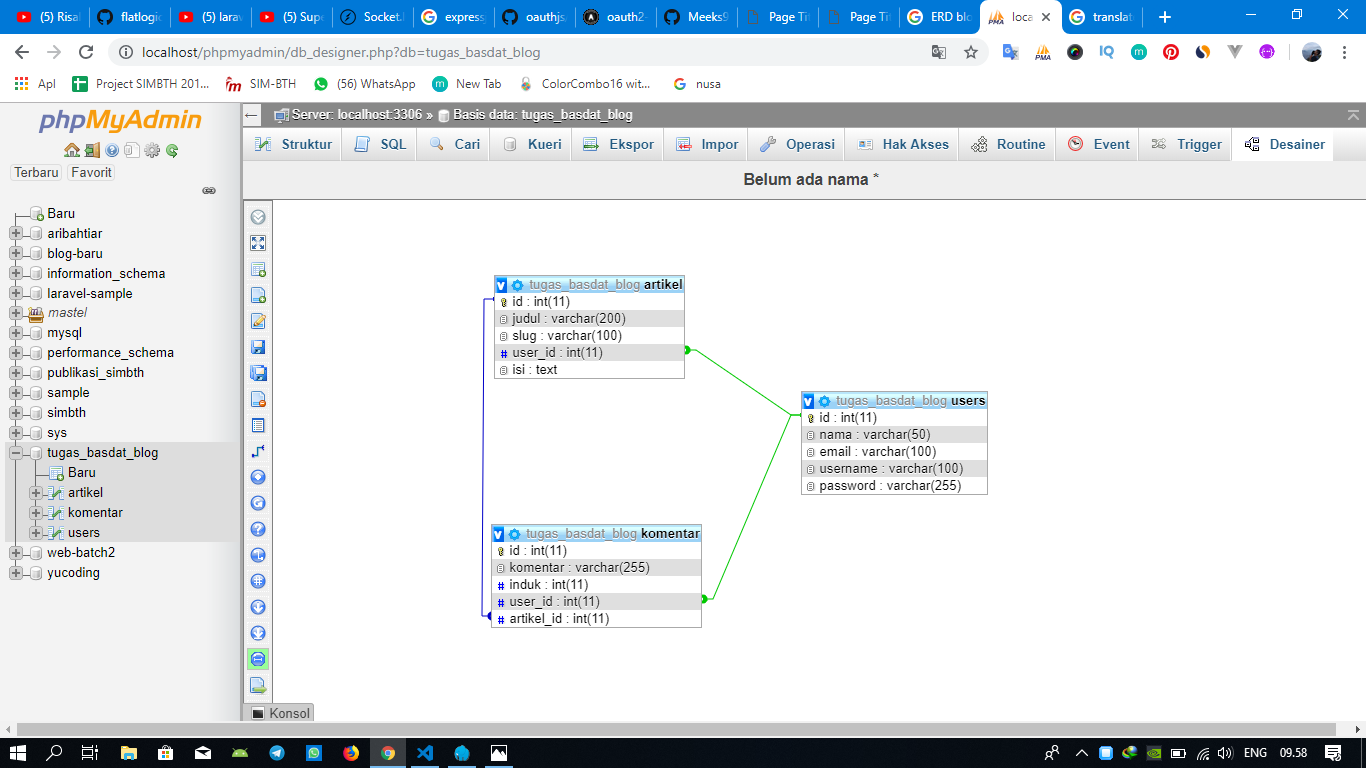 (5) Risal
flatlogic
(5) larav
(5) Supe
Socket.I
express
oauthjs
oauth2-
Meeks9
Page Tit
Page Tit
ERD blo
loca
translat
localhost/phpmyadmin/db_designer.php?db=tugas_basdat_blog
Apl
Project SIMBTH 201...
SIM-BTH
(56) WhatsApp
New Tab
ColorCombo16 wit...
nusa
phpMyAdmin
Terbaru
Favorit
Baru
aribahtiar
blog-baru
information_schema
laravel-sample
mastel
mysql
performance_schema
publikasi_simbth
sample
simbth
sys
tugas_basdat_blog
Baru
artikel
komentar
users
web-batch2
yucoding
Server: localhost:3306 » Basis data: tugas_basdat_blog
Struktur
SQL
Cari
Kueri
Ekspor
Impor
Operasi
Hak Akses
Routine
Event
Trigger
Desainer
Belum ada nama *
tugas_basdat_blog artikel
id : int(11)
judul : varchar(200)
slug : varchar(100)
user_id : int(11)
isi : text
tugas_basdat_blog users
id : int(11)
nama : varchar(50)
email : varchar(100)
username : varchar(100)
password : varchar(255)
tugas_basdat_blog komentar
id : int(11)
komentar : varchar(255)
induk : int(11)
user_id : int(11)
artikel_id : int(11)
Konsol
ENG
09.58